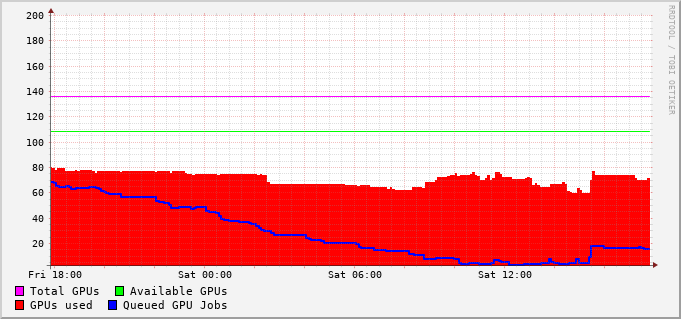 200
180
160
140
120
100
80
60
40
20
Fri 18:00 Sat 00:00 Sat 06:00 Sat 12:00
Total GPUs Available GPUs
GPUs used Queued GPU Jobs
RRDTOOL / TOBI OETIKER